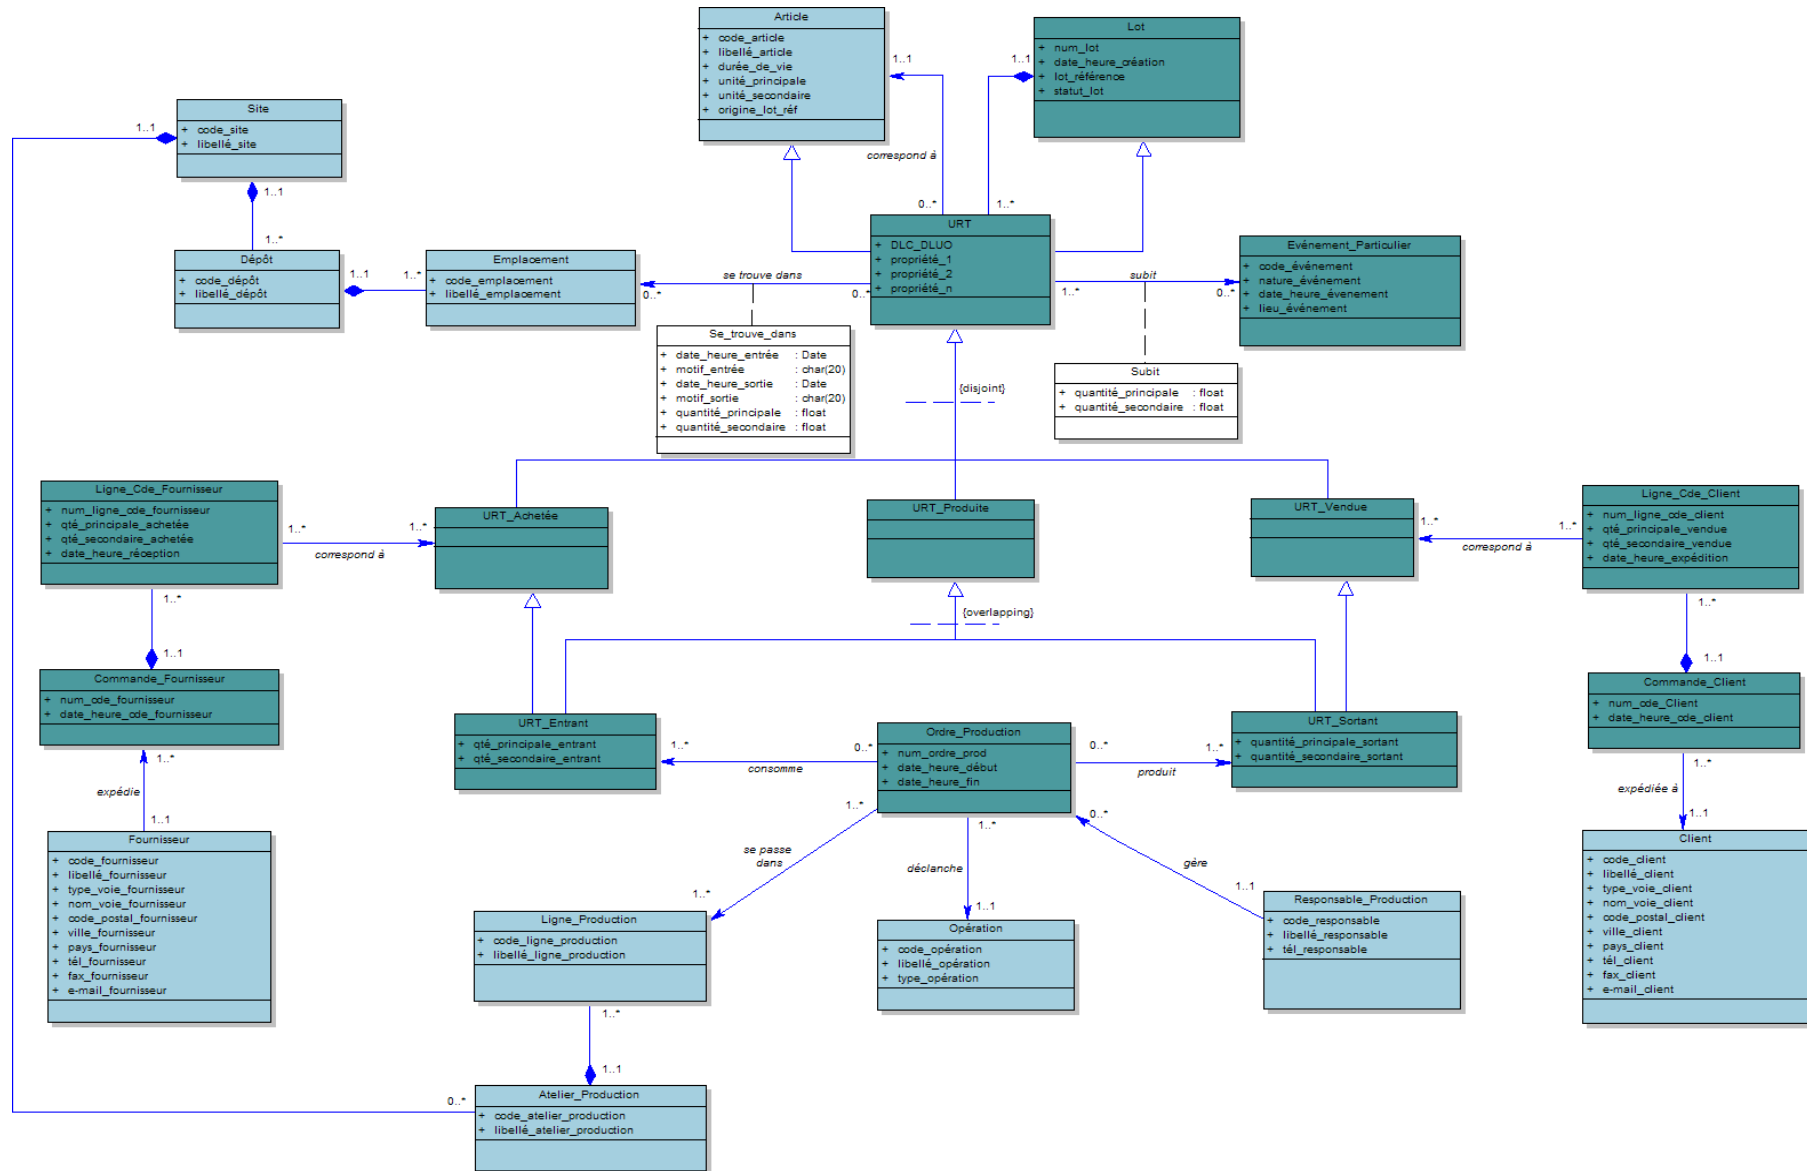 Article
+ code_article
+ libellé_article
+ durée_de_vie
+ unité_principale
+ unité_secondaire
+ origine_lot_réf
1..1
correspond à
0..*
Lot
+ num_lot
+ date_heure_création
+ lot_référence
+ statut_lot
1..1
1..*
Site
+ code_site
+ libellé_site
1..1
1..1
1..*
Dépôt
+ code_dépôt
+ libellé_dépôt
1..1
1..*
Emplacement
+ code_emplacement
+ libellé_emplacement
se trouve dans
0..*
0..*
URT
+ DLC_DLUO
+ propriété_1
+ propriété_2
+ propriété_n
subit
1..*
0..*
Evénement_Particulier
+ code_événement
+ nature_événement
+ date_heure_évenement
+ lieu_événement
Se_trouve_dans
+ date_heure_entrée : Date
+ motif_entrée : char(20)
+ date_heure_sortie : Date
+ motif_sortie : char(20)
+ quantité_principale : float
+ quantité_secondaire : float
Subit
+ quantité_principale : float
+ quantité_secondaire : float
{disjoint}
Ligne_Cde_Fournisseur
+ num_ligne_cde_fournisseur
+ qté_principale_achetée
+ qté_secondaire_achetée
+ date_heure_réception
1..*
1..*
correspond à
URT_Achetée
URT_Produite
URT_Vendue
1..*
1..*
correspond à
Ligne_Cde_Client
+ num_ligne_cde_client
+ qté_principale_vendue
+ qté_secondaire_vendue
+ date_heure_expédition
1..*
1..1
{overlapping}
1..*
1..1
Commande_Fournisseur
+ num_cde_fournisseur
+ date_heure_cde_fournisseur
1..*
expédie
1..1
URT_Entrant
+ qté_principale_entrant
+ qté_secondaire_entrant
1..*
0..*
consomme
Ordre_Production
+ num_ordre_prod
+ date_heure_début
+ date_heure_fin
0..*
1..*
produit
URT_Sortant
+ quantité_principale_sortant
+ quantité_secondaire_sortant
Commande_Client
+ num_cde_Client
+ date_heure_cde_client
1..*
expédiée à
1..1
Fournisseur
+ code_fournisseur
+ libellé_fournisseur
+ type_voie_fournisseur
+ nom_voie_fournisseur
+ code_postal_fournisseur
+ ville_fournisseur
+ pays_fournisseur
+ tél_fournisseur
+ fax_fournisseur
+ e-mail_fournisseur
1..*
se passe
dans
1..*
1..*
déclanche
1..1
0..*
gère
1..1
Client
+ code_client
+ libellé_client
+ type_voie_client
+ nom_voie_client
+ code_postal_client
+ ville_client
+ pays_client
+ tél_client
+ fax_client
+ e-mail_client
Ligne_Production
+ code_ligne_production
+ libellé_ligne_production
Opération
+ code_opération
+ libellé_opération
+ type_opération
Responsable_Production
+ code_responsable
+ libellé_responsable
+ tél_responsable
1..*
1..1
0..*
Atelier_Production
+ code_atelier_production
+ libellé_atelier_production